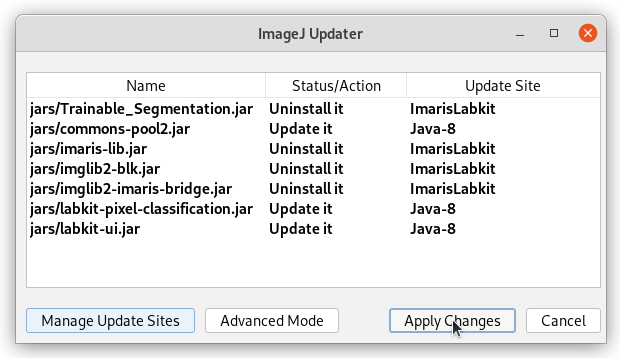 ImageJ Updater
Name Status/Action Update Site
jars/Trainable_Segmentation.jar Uninstall it ImarisLabkit
jars/commons-pool2.jar Update it Java-8
jars/imaris-lib.jar Uninstall it ImarisLabkit
jars/imglib2-blk.jar Uninstall it ImarisLabkit
jars/imglib2-imaris-bridge.jar Uninstall it ImarisLabkit
jars/labkit-pixel-classification.jar Update it Java-8
jars/labkit-ui.jar Update it Java-8
Manage Update Sites Advanced Mode Apply Changes Cancel